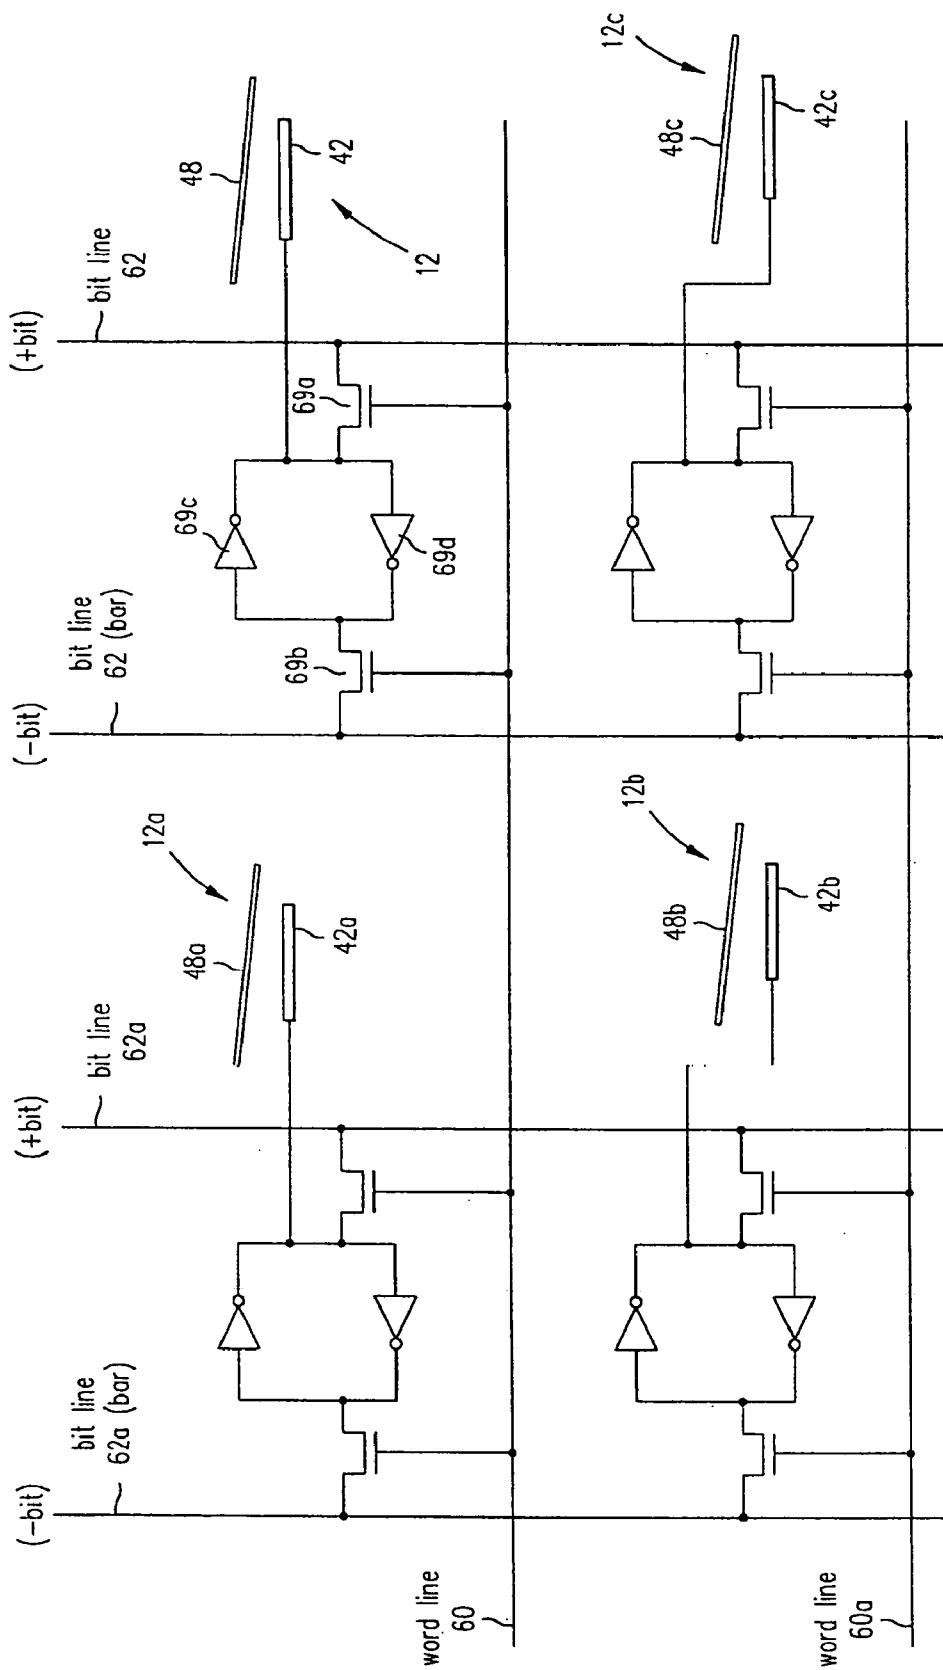 (-bit)
(+bit)
(-bit)
(+bit)
bit line
62a (bar)
bit line
62a
bit line
62 (bar)
bit line
62
12a
48a
42a
69c
69b
69d
69a
48
42
12
word line
60
12b
48b
42b
12c
48c
42c
word line
60a